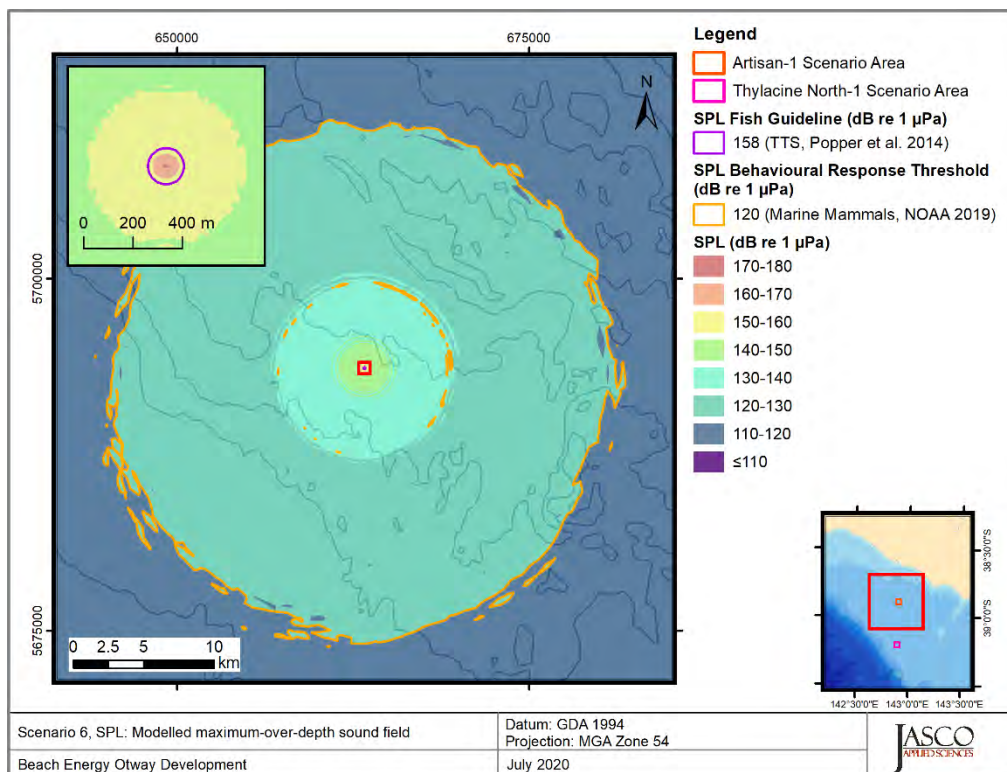 650000
675000
5700000
5675000
N
0 200 400 m
0 2.5 5 10
km
Legend
Artisan-1 Scenario Area
Thylacine North-1 Scenario Area
SPL Fish Guideline (dB re 1 µPa)
158 (TTS, Popper et al. 2014)
SPL Behavioural Response Threshold
(dB re 1 µPa)
120 (Marine Mammals, NOAA 2019)
SPL (dB re 1 µPa)
170-180
160-170
150-160
140-150
130-140
120-130
110-120
≤110
38°30'0"S
39°0'0"S
142°30'0"E 143°0'0"E 143°30'0"E
Scenario 6, SPL: Modelled maximum-over-depth sound field
Datum: GDA 1994
Projection: MGA Zone 54
Beach Energy Otway Development
July 2020
JASCO
APPLIED SCIENCES